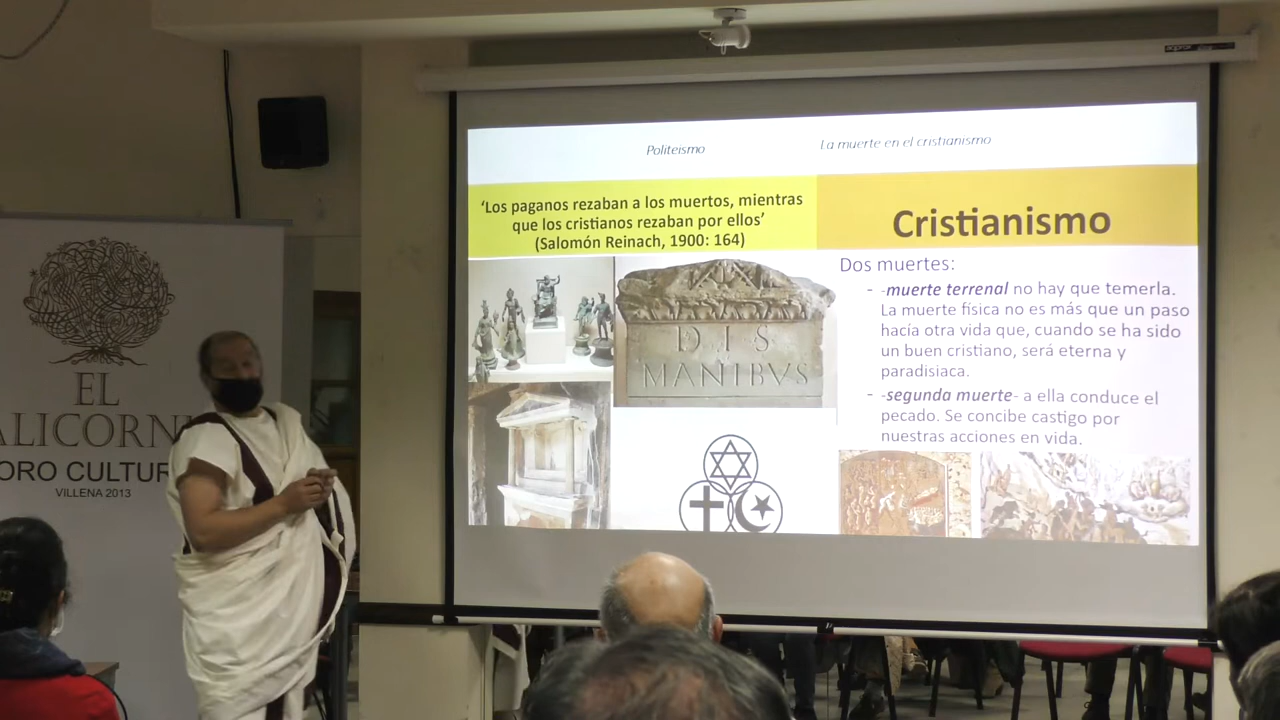 Politeismo
La muerte en el cristianismo
‘Los paganos rezaban a los muertos, mientras
que los cristianos rezaban por ellos’
(Salomón Reinach, 1900: 164)
Cristianismo
D I S
MANIBVS
Dos muertes:
- -muerte terrenal no hay que temerla.
La muerte física no es más que un paso
hacía otra vida que, cuando se ha sido
un buen cristiano, será eterna y
paradisiaca.
- -segunda muerte- a ella conduce el
pecado. Se concibe castigo por
nuestras acciones en vida.
EL
ALICORN
ORO CULTUR
VILLENA 2013